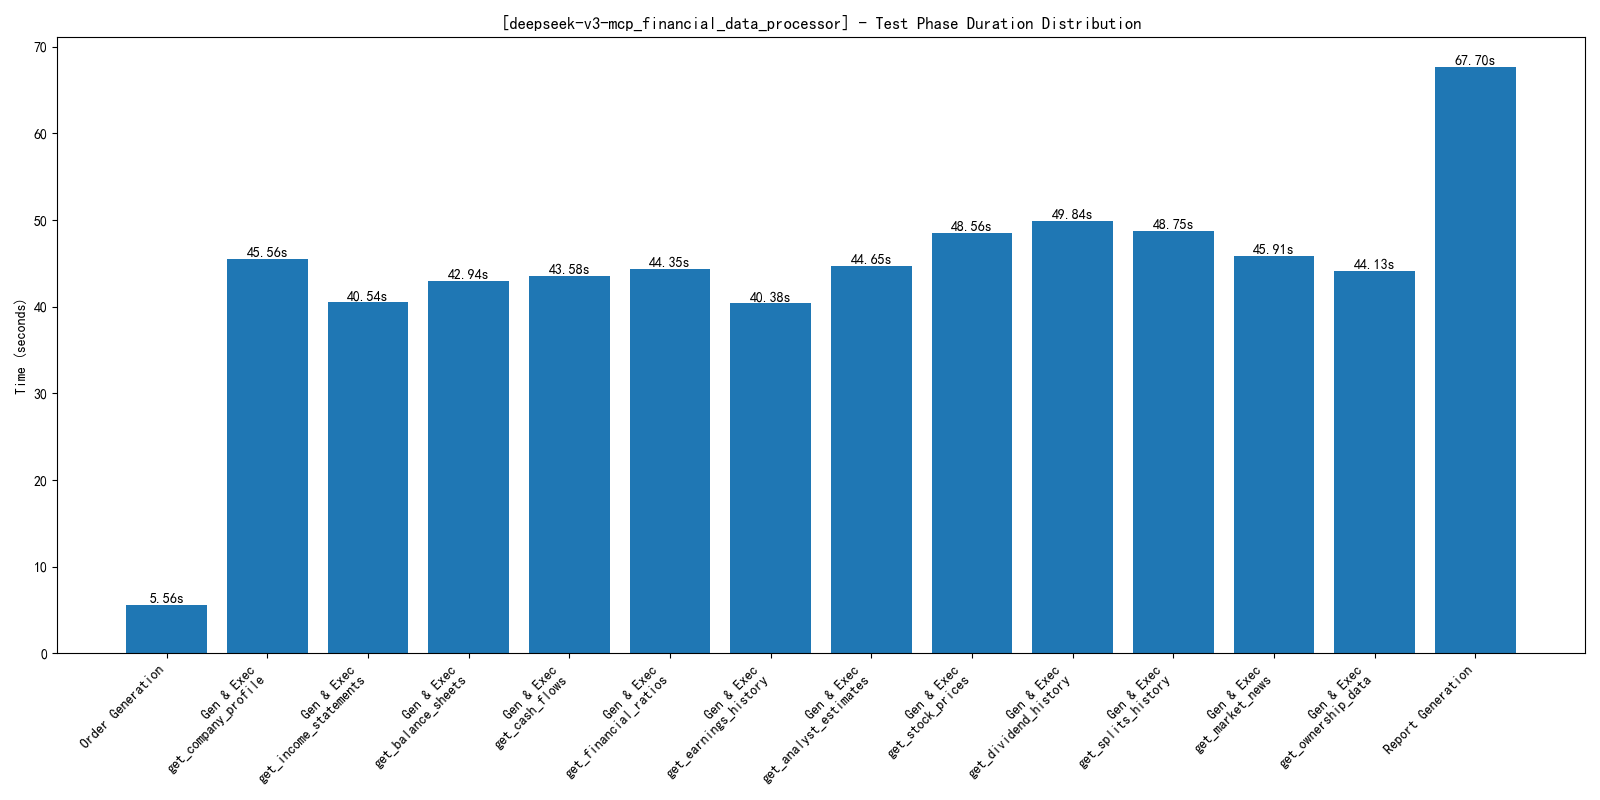 [deepseek-v3-mcp_financial_data_processor] - Test Phase Duration Distribution
Time (seconds)
70
60
50
40
30
20
10
0
5.56s
45.56s
40.54s
42.94s
43.58s
44.35s
40.38s
44.65s
48.56s
49.84s
48.75s
45.91s
44.13s
67.70s
Order Generation
Gen & Exec
get_company_profile
Gen & Exec
get_income_statements
Gen & Exec
get_balance_sheets
Gen & Exec
get_cash_flows
Gen & Exec
get_financial_ratios
Gen & Exec
get_earnings_history
Gen & Exec
get_analyst_estimates
Gen & Exec
get_stock_prices
Gen & Exec
get_dividend_history
Gen & Exec
get_splits_history
Gen & Exec
get_market_news
Gen & Exec
get_ownership_data
Report Generation